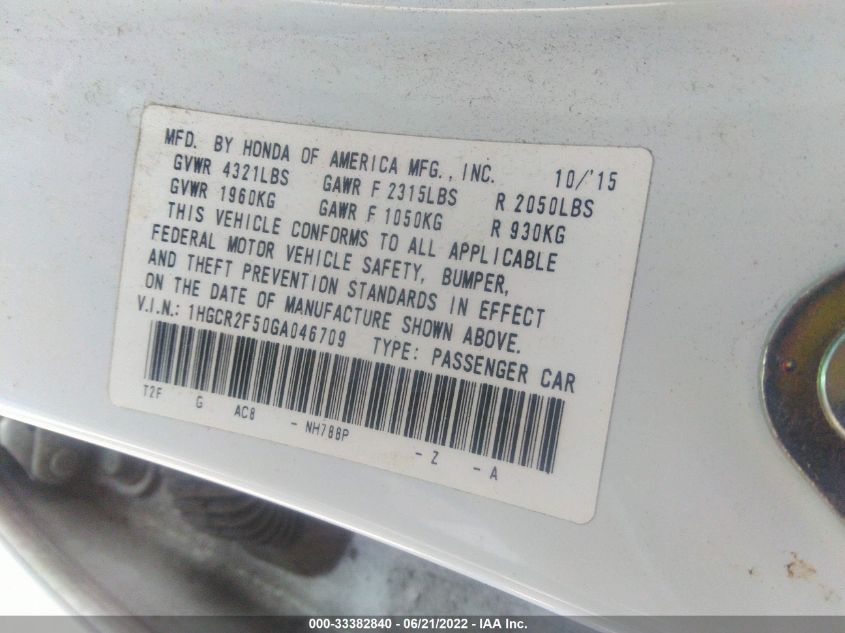 MFD. BY HONDA OF AMERICA MFG., INC. 10/'15
GVWR 4321LBS GAWR F 2315LBS R 2050LBS
GVWR 1960KG GAWR F 1050KG R 930KG
THIS VEHICLE CONFORMS TO ALL APPLICABLE
FEDERAL MOTOR VEHICLE SAFETY, BUMPER,
AND THEFT PREVENTION STANDARDS IN EFFECT
ON THE DATE OF MANUFACTURE SHOWN ABOVE.
V.I.N.: 1HGCR2F50GA046709 TYPE: PASSENGER CAR
T2F G AC8 - NH788P - Z - A
000-33382840 - 06/21/2022 - IAA Inc.